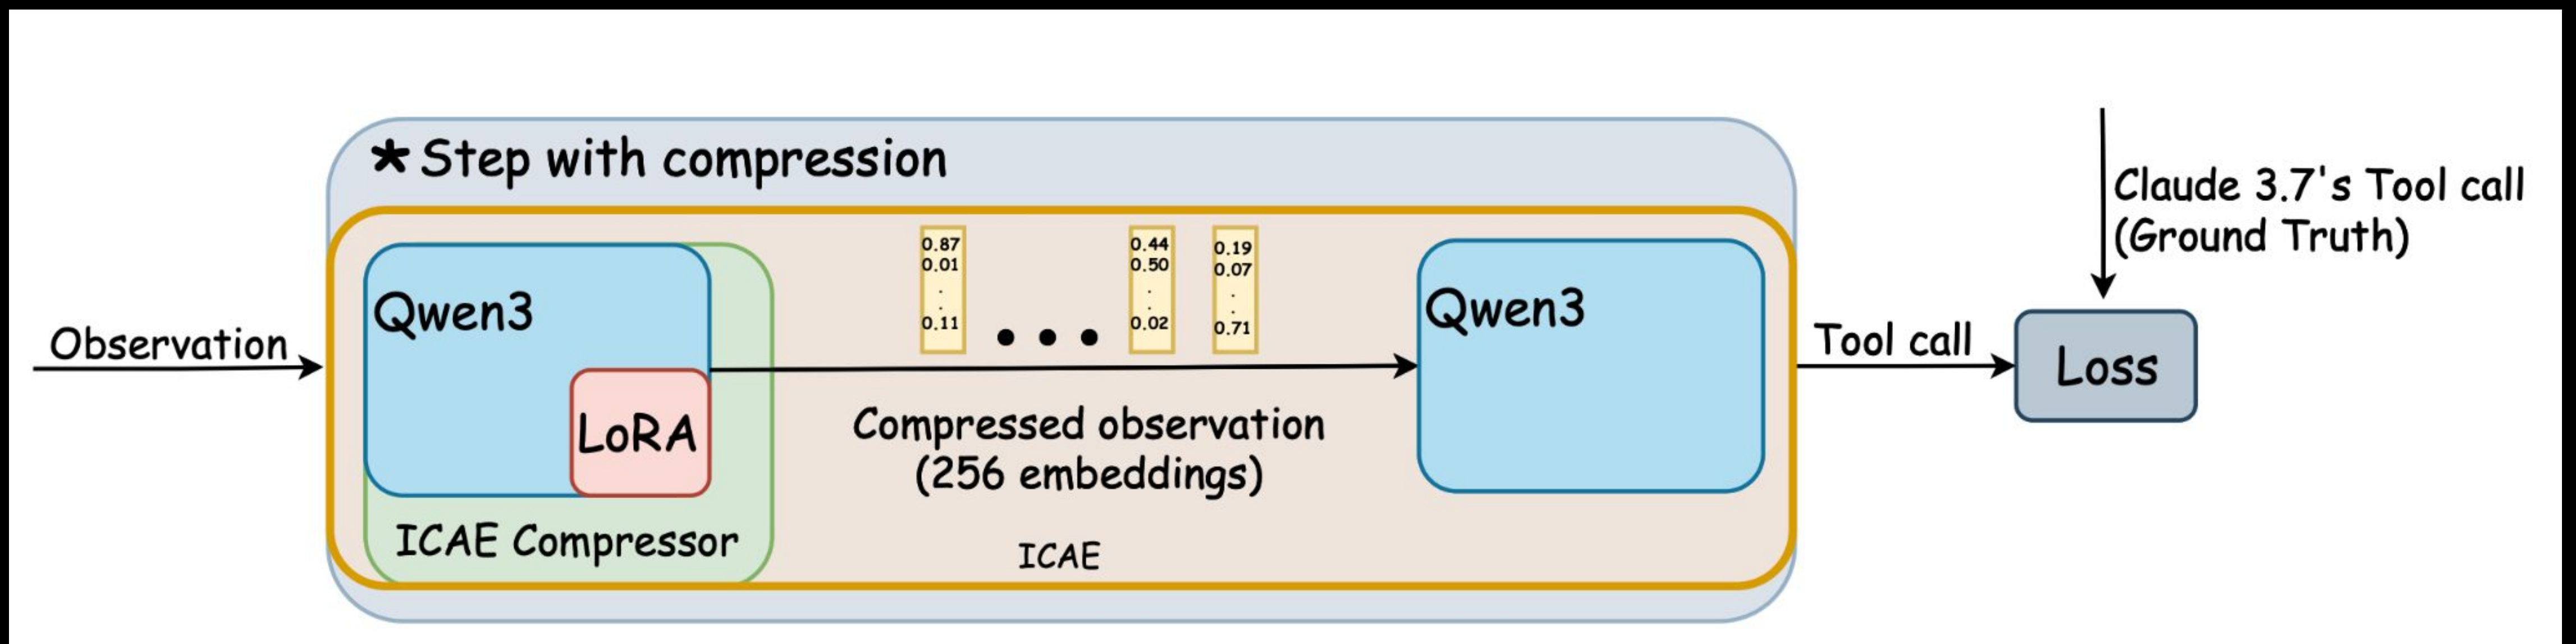 * Step with compression
Observation
Qwen3
LoRA
ICAE Compressor
0.87
0.01
.
.
0.11
• • •
0.44
0.50
.
.
0.02
0.19
0.07
.
.
0.71
Compressed observation
(256 embeddings)
ICAE
Qwen3
Tool call
Claude 3.7's Tool call
(Ground Truth)
Loss